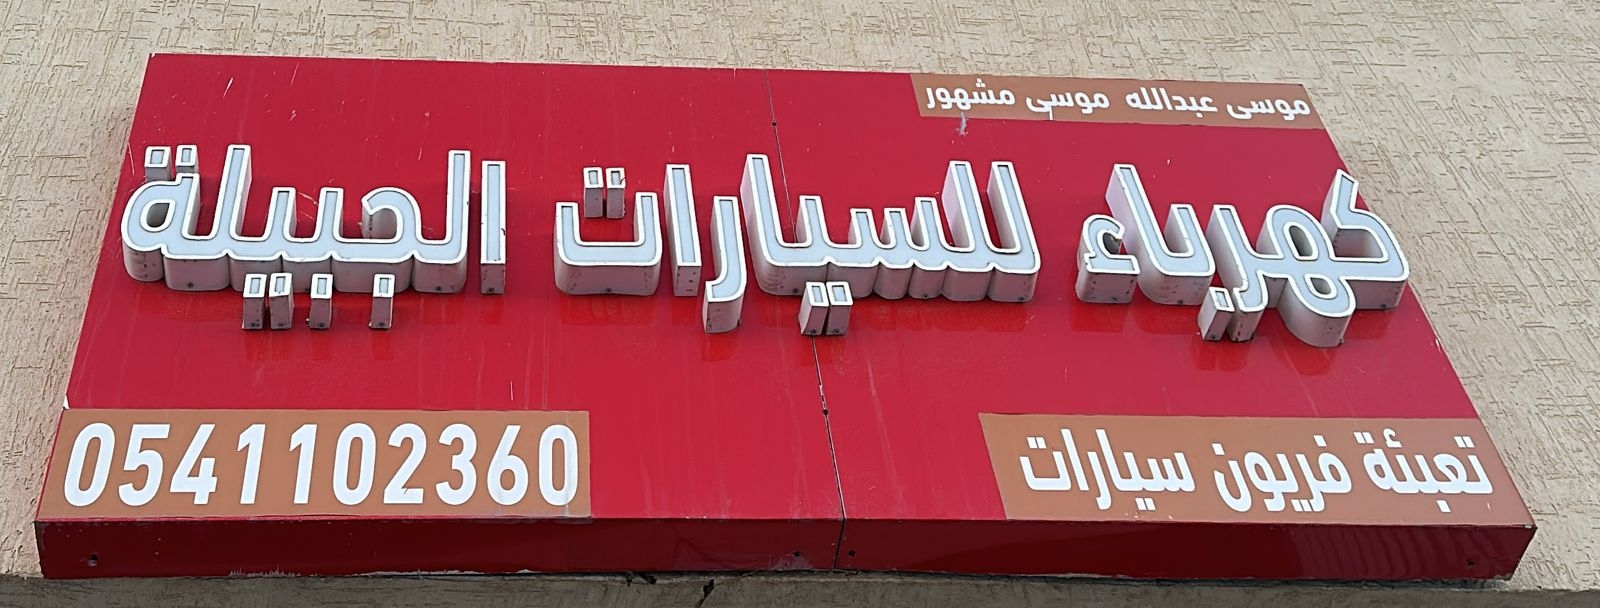 موسى عبدالله موسى مشهور
كهرباء للسيارات الجبيلة
تعبئة فريون سيارات
0541102360